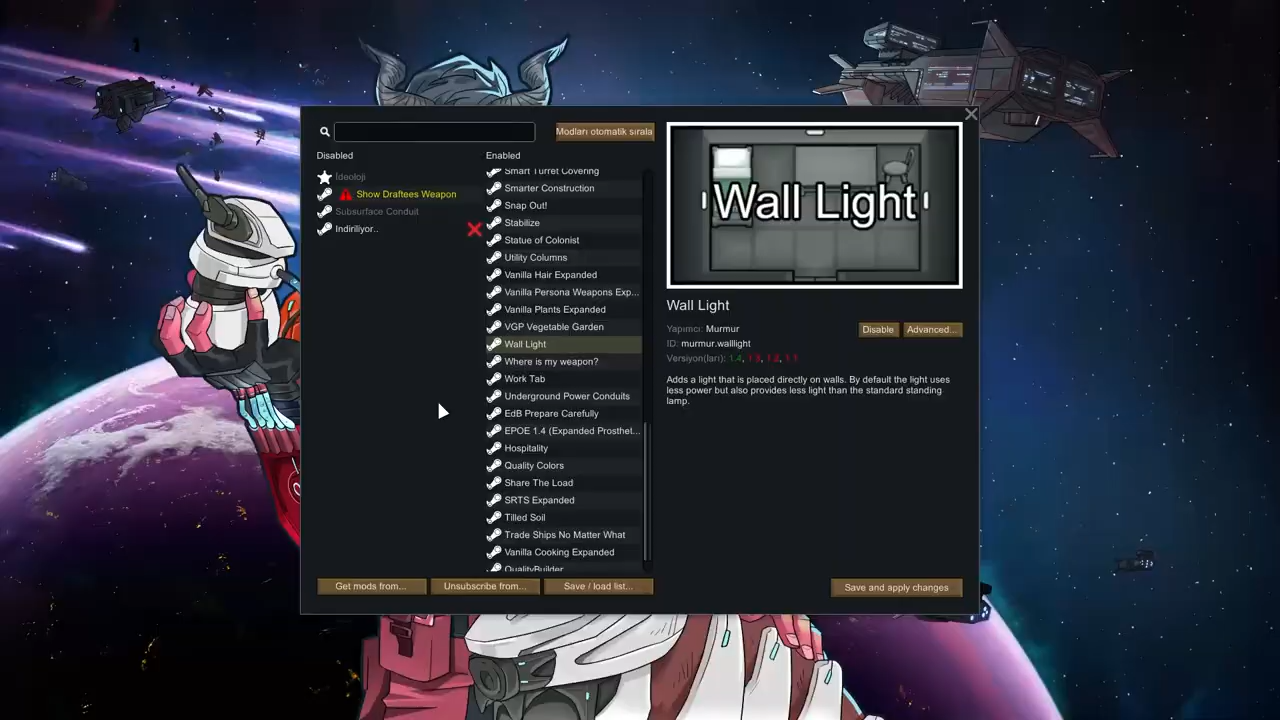 Modları otomatik sırala
Disabled
Enabled
İdeoloji
Show Draftees Weapon
Subsurface Conduit
İndiriliyor..
Smart Turret Covering
Smarter Construction
Snap Out!
Stabilize
Statue of Colonist
Utility Columns
Vanilla Hair Expanded
Vanilla Persona Weapons Exp...
Vanilla Plants Expanded
VGP Vegetable Garden
Wall Light
Where is my weapon?
Work Tab
Underground Power Conduits
EdB Prepare Carefully
EPOE 1.4 (Expanded Prosthet...
Hospitality
Quality Colors
Share The Load
SRTS Expanded
Tilled Soil
Trade Ships No Matter What
Vanilla Cooking Expanded
QualityBuilder
Wall Light
Wall Light
Yapımcı: Murmur
Disable
Advanced...
ID: murmur.walllight
Versiyon(ları): 1.4, 1.3, 1.2, 1.1
Adds a light that is placed directly on walls. By default the light uses
less power but also provides less light than the standard standing
lamp.
Get mods from...
Unsubscribe from...
Save / load list...
Save and apply changes